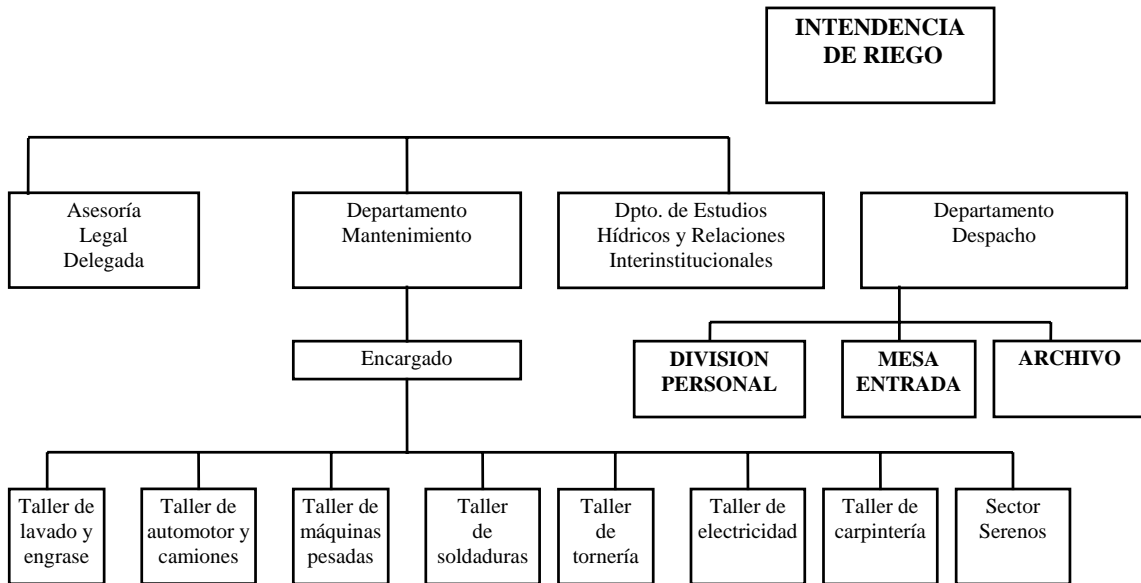 INTENDENCIA
DE RIEGO
Asesoría
Legal
Delegada
Departamento
Mantenimiento
Dpto. de Estudios
Hídricos y Relaciones
Interinstitucionales
Departamento
Despacho
Encargado
DIVISION
PERSONAL
MESA
ENTRADA
ARCHIVO
Taller de
lavado y
engrase
Taller de
automotor y
camiones
Taller de
máquinas
pesadas
Taller
de
soldaduras
Taller
de
tornería
Taller de
electricidad
Taller de
carpintería
Sector
Serenos